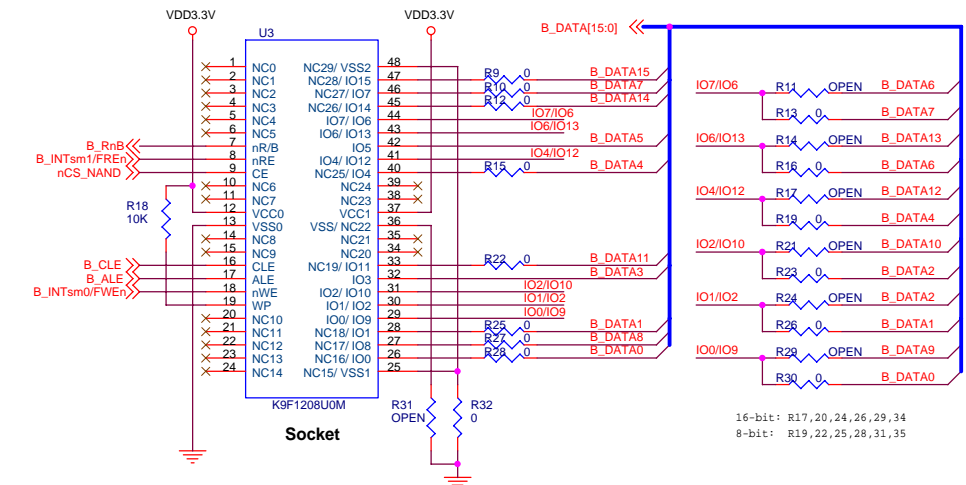 VDD3.3V
VDD3.3V
B_DATA[15:0]
U3
1 NC0 NC29/ VSS2 48
2 NC1 NC28/ IO15 47 R9 0 B_DATA15
3 NC2 NC27/ IO7 46 R10 0 B_DATA7
4 NC3 NC26/ IO14 45 R12 0 B_DATA14
5 NC4 IO7/ IO6 44 IO7/IO6
6 NC5 IO6/ IO13 43 IO6/IO13
B_RnB 7 nR/B IO5 42 B_DATA5
B_INTsm1/FREn 8 nRE IO4/ IO12 41 IO4/IO12
nCS_NAND 9 CE NC25/ IO4 40 R15 0 B_DATA4
10 NC6 NC24 39
11 NC7 NC23 38
12 VCC0 VCC1 37
13 VSS0 VSS/ NC22 36
14 NC8 NC21 35
15 NC9 NC20 34
B_CLE 16 CLE NC19/ IO11 33 R22 0 B_DATA11
B_ALE 17 ALE IO3 32 B_DATA3
B_INTsm0/FWEn 18 nWE IO2/ IO10 31 IO2/IO10
19 WP IO1/ IO2 30 IO1/IO2
20 NC10 IO0/ IO9 29 IO0/IO9
21 NC11 NC18/ IO1 28 R25 0 B_DATA1
22 NC12 NC17/ IO8 27 R27 0 B_DATA8
23 NC13 NC16/ IO0 26 R28 0 B_DATA0
24 NC14 NC15/ VSS1 25
R18
10K
K9F1208U0M
Socket
R31
OPEN
R32
0
IO7/IO6 R11 OPEN B_DATA6
R13 0 B_DATA7
IO6/IO13 R14 OPEN B_DATA13
R16 0 B_DATA6
IO4/IO12 R17 OPEN B_DATA12
R19 0 B_DATA4
IO2/IO10 R21 OPEN B_DATA10
R23 0 B_DATA2
IO1/IO2 R24 OPEN B_DATA2
R26 0 B_DATA1
IO0/IO9 R29 OPEN B_DATA9
R30 0 B_DATA0
16-bit: R17,20,24,26,29,34
8-bit: R19,22,25,28,31,35